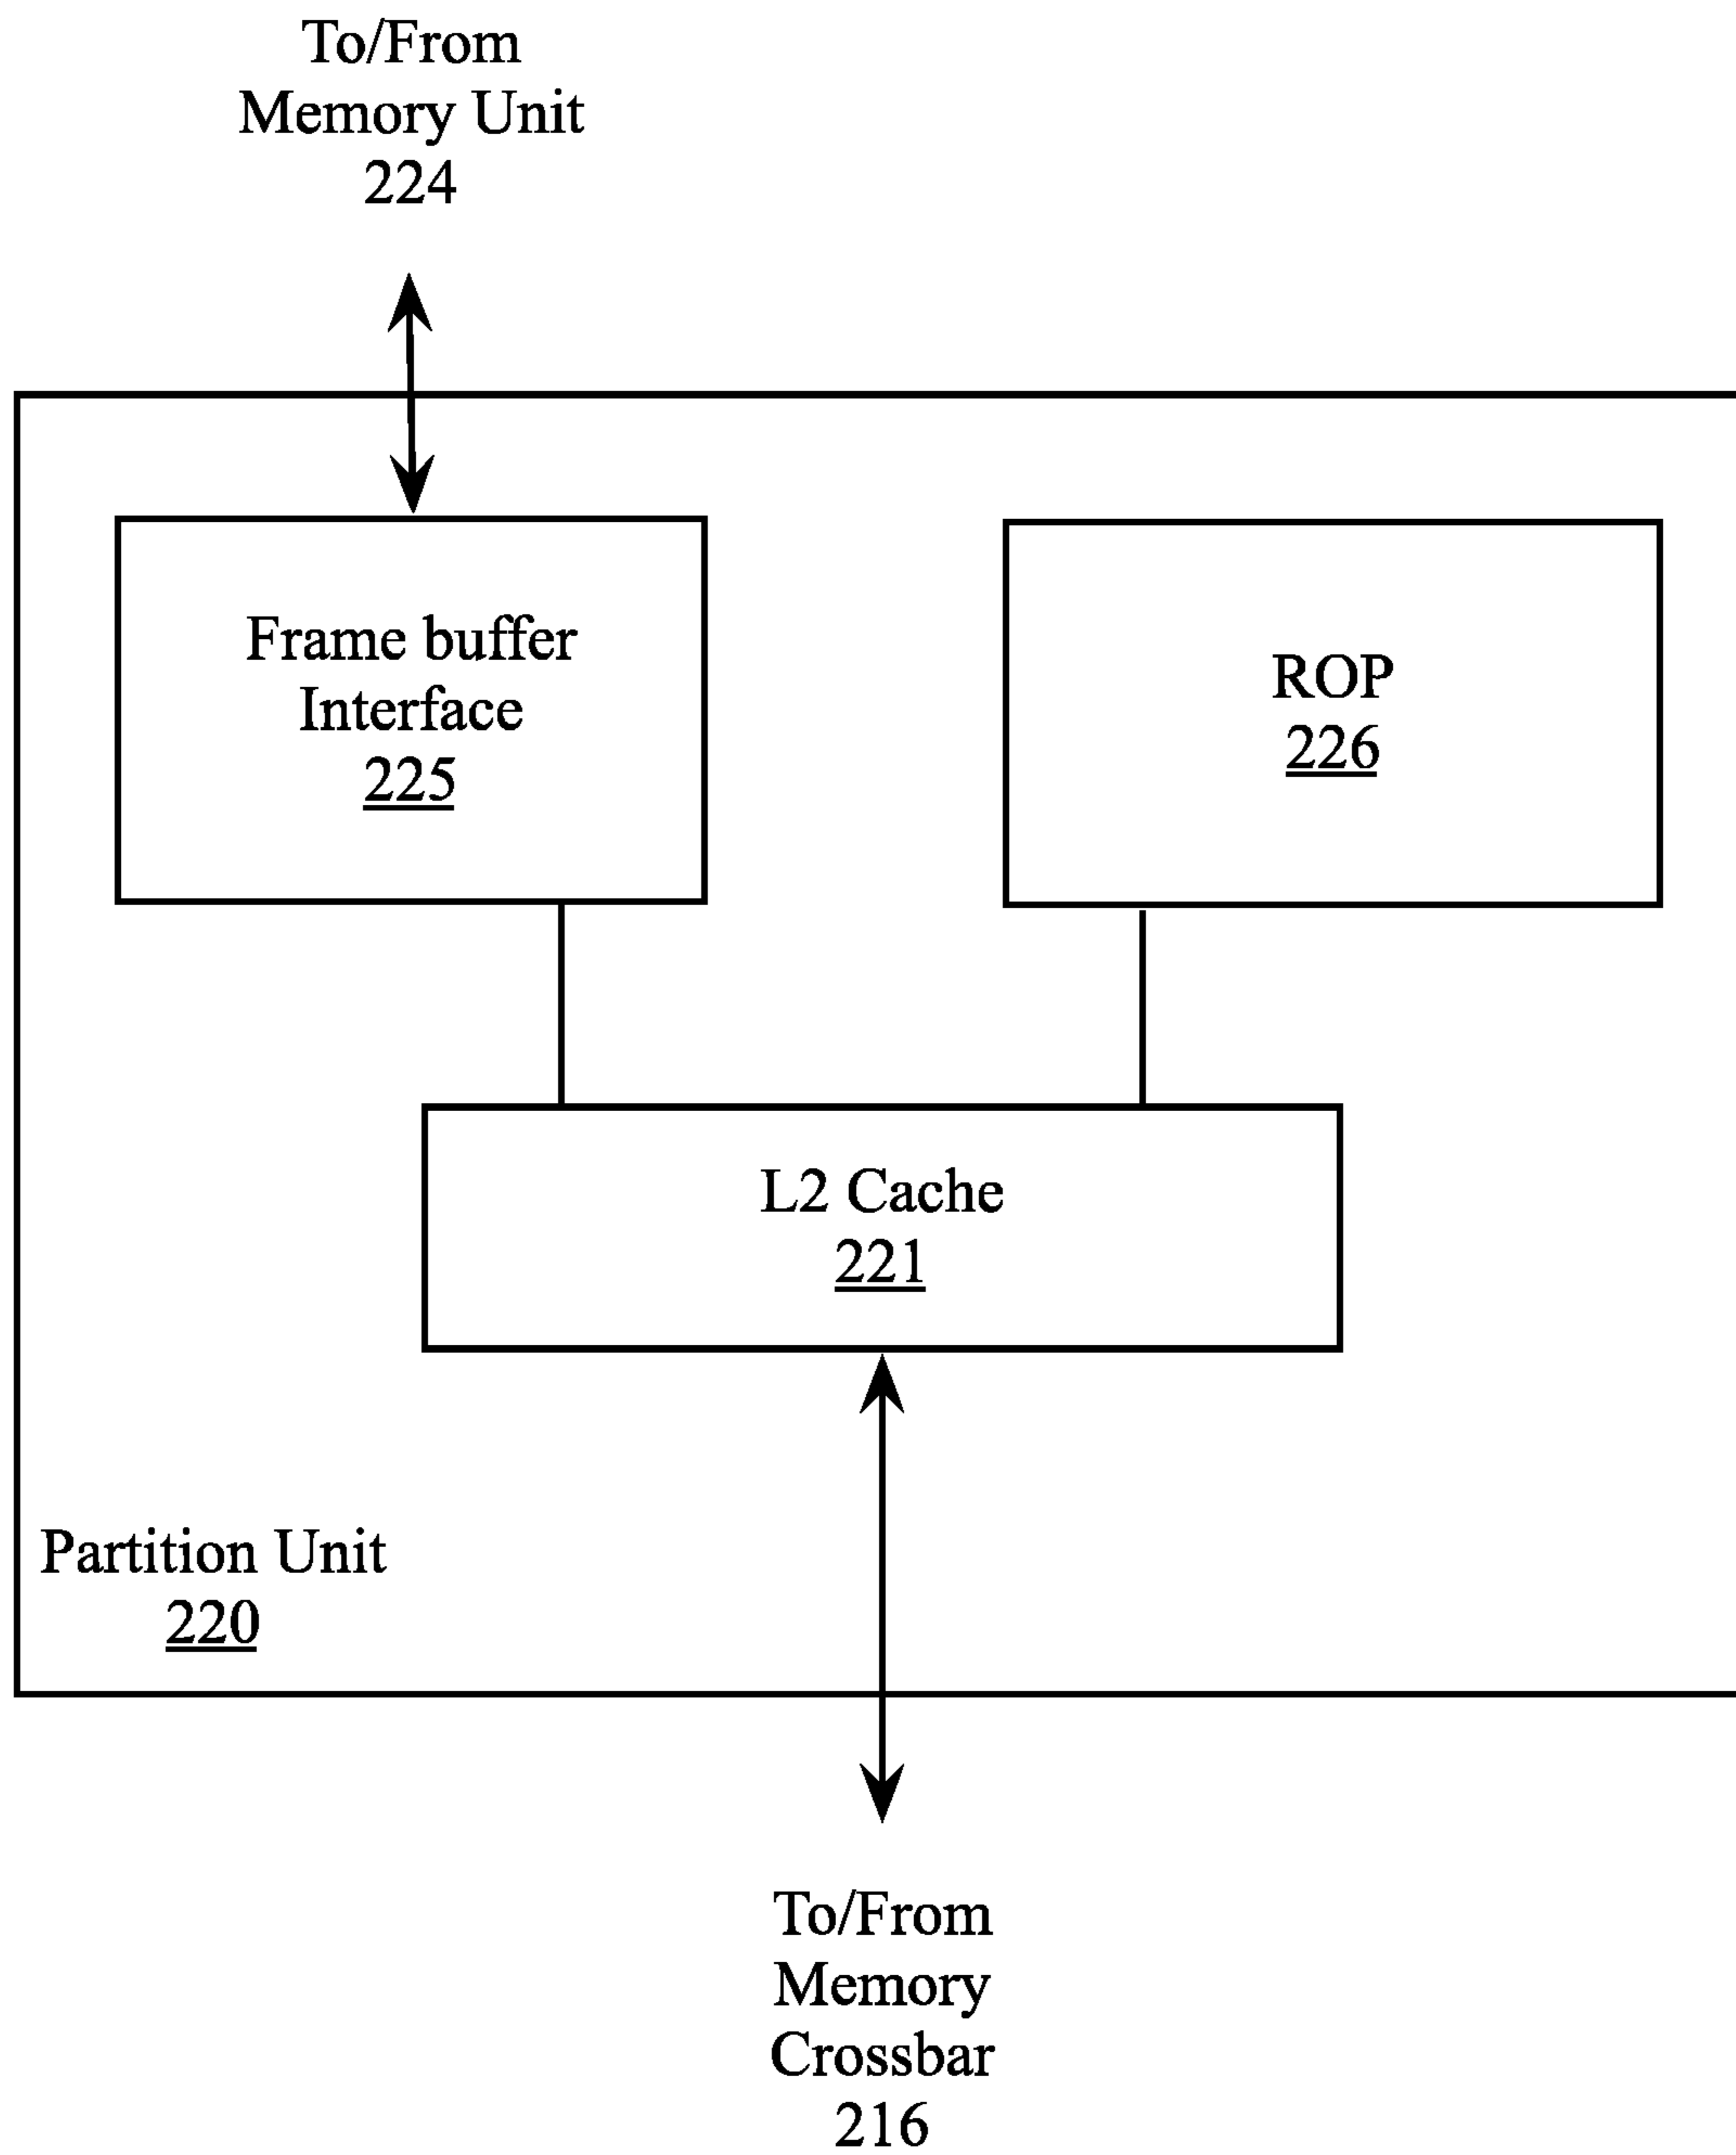 To/From
Memory Unit
224
Frame buffer
Interface
225
ROP
226
L2 Cache
221
Partition Unit
220
To/From
Memory
Crossbar
216